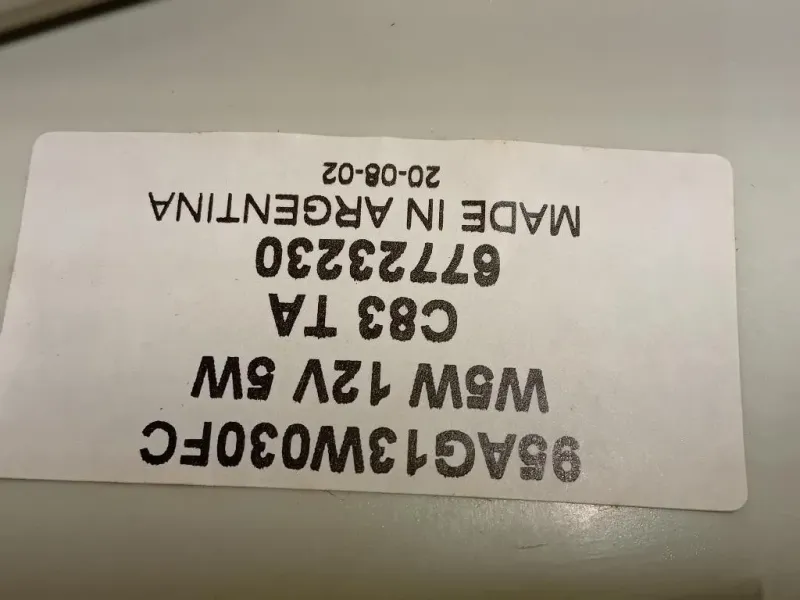 95AG13W030FC
W5W 12V 5W
C83 TA
67723230
MADE IN ARGENTINA
20-08-02